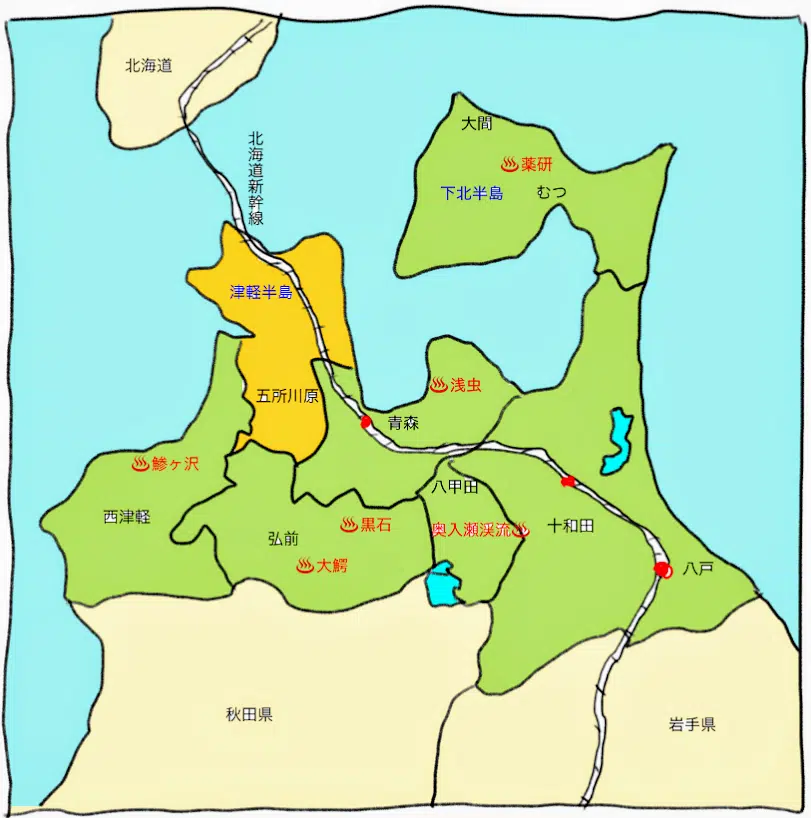 北海道
大間
北海道新幹線
♨薬研
下北半島
むつ
津軽半島
♨浅虫
五所川原
青森
♨鰺ヶ沢
八甲田
西津軽
♨黒石
奥入瀬渓流♨
十和田
弘前
♨大鰐
八戸
秋田県
岩手県